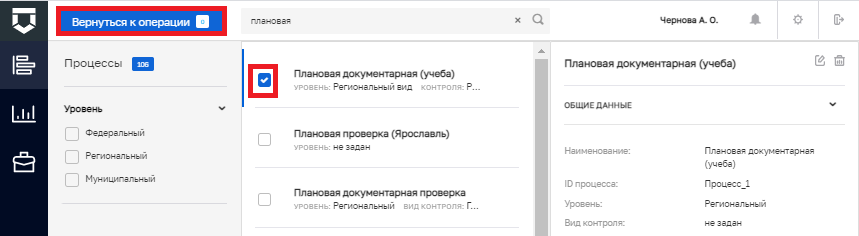 Вернуться к операции 0
плановая
Чернова А. О.
Процессы 106
Уровень
Федеральный
Региональный
Муниципальный
Плановая документарная (учеба)
УРОВЕНЬ: Региональный вид КОНТРОЛЯ: Р...
Плановая проверка (Ярославль)
УРОВЕНЬ: не задан
Плановая документарная проверка
УРОВЕНЬ: Региональный ВИД КОНТРОЛЯ: Г...
Плановая документарная (учеба)
ОБЩИЕ ДАННЫЕ
Наименование: Плановая документарная
(учеба)
ID процесса: Процесс_1
Уровень: Региональный
Вид контроля: не задан